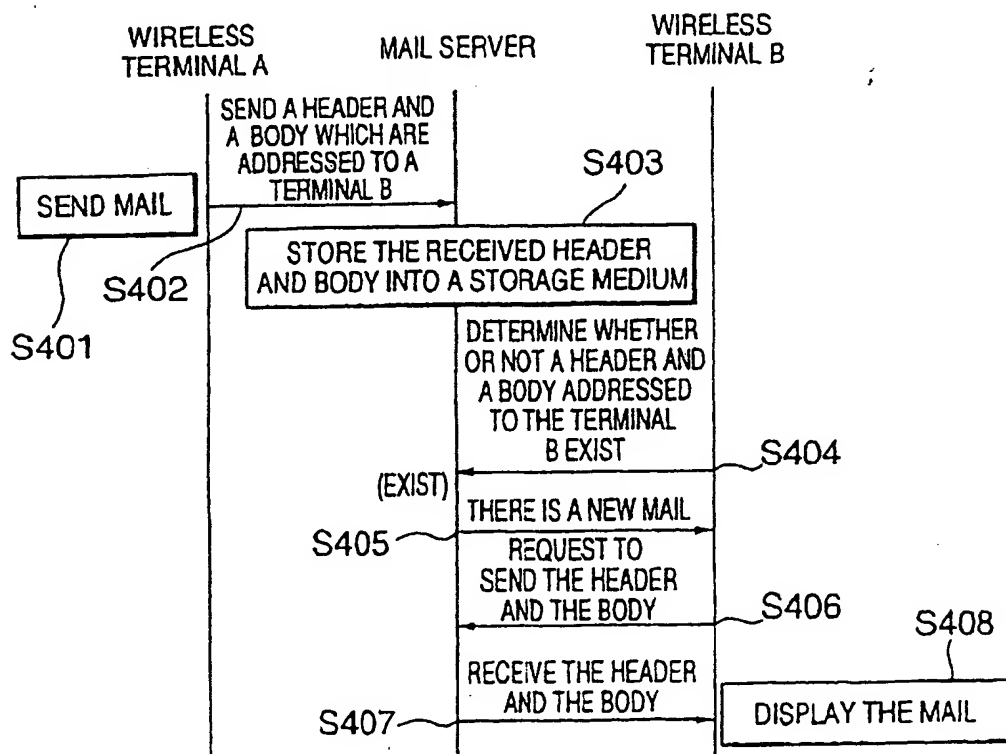 WIRELESS
TERMINAL A
MAIL SERVER
WIRELESS
TERMINAL B
SEND A HEADER AND
A BODY WHICH ARE
ADDRESSED TO A
TERMINAL B
SEND MAIL
S401
S402
S403
STORE THE RECEIVED HEADER
AND BODY INTO A STORAGE MEDIUM
DETERMINE WHETHER
OR NOT A HEADER AND
A BODY ADDRESSED
TO THE TERMINAL
B EXIST
S404
(EXIST)
THERE IS A NEW MAIL
S405
REQUEST TO
SEND THE HEADER
AND THE BODY
S406
S408
RECEIVE THE HEADER
AND THE BODY
S407
DISPLAY THE MAIL